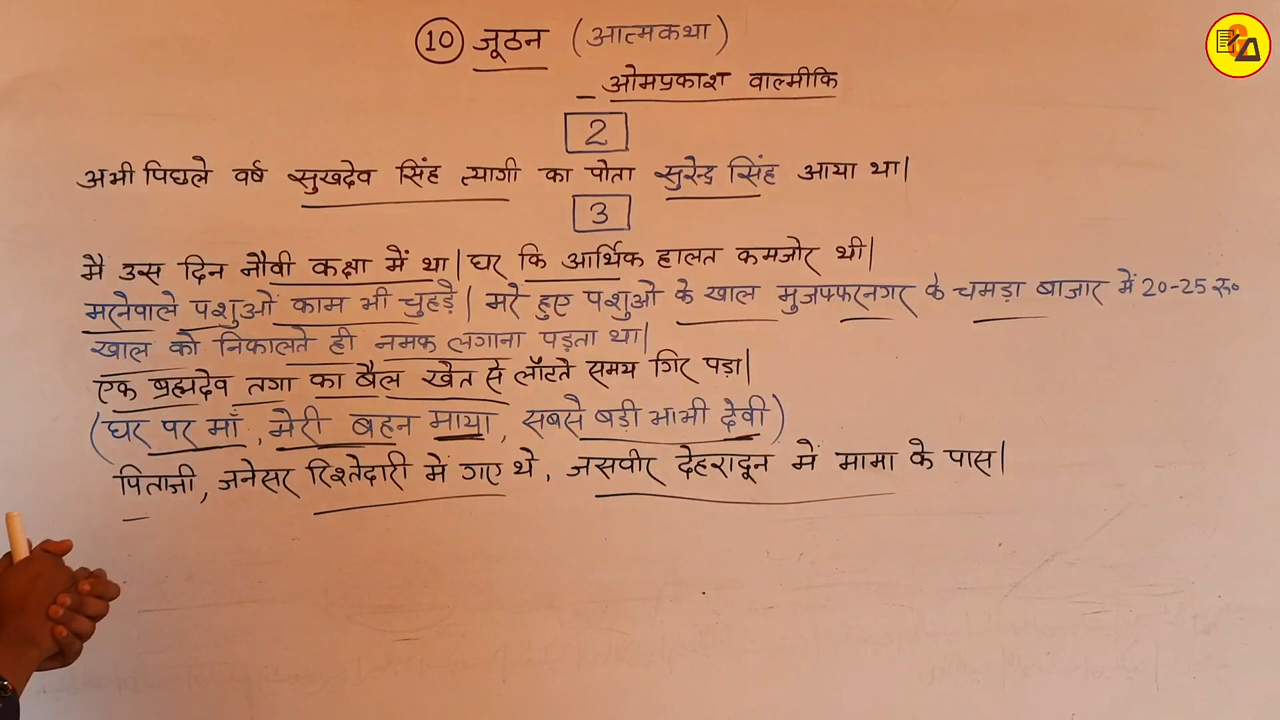 10 जूठन (आत्मकथा)
– ओमप्रकाश वाल्मीकि
2
अभी पिछले वर्ष सुखदेव सिंह त्यागी का पोता सुरेन्द्र सिंह आया था|
3
मै उस दिन नौवी कक्षा में था| घर कि आर्थिक हालत कमजोर थी|
मरनेवाले पशुओं काम भी चुहड़े| मरे हुए पशुओ के खाल मुजफ्फरनगर के चमड़ा बाजार में 20-25 रू०
खाल को निकालते ही नमक लगाना पड़ता था|
एक ब्रह्मदेव तगा का बैल खेत से लौटते समय गिर पड़ा|
(घर पर माँ, मेरी बहन माया, सबसे बड़ी भाभी देवी)
पिताजी, जनेसर रिश्तेदारी में गए थे, जसवीर देहरादून में मामा के पास|